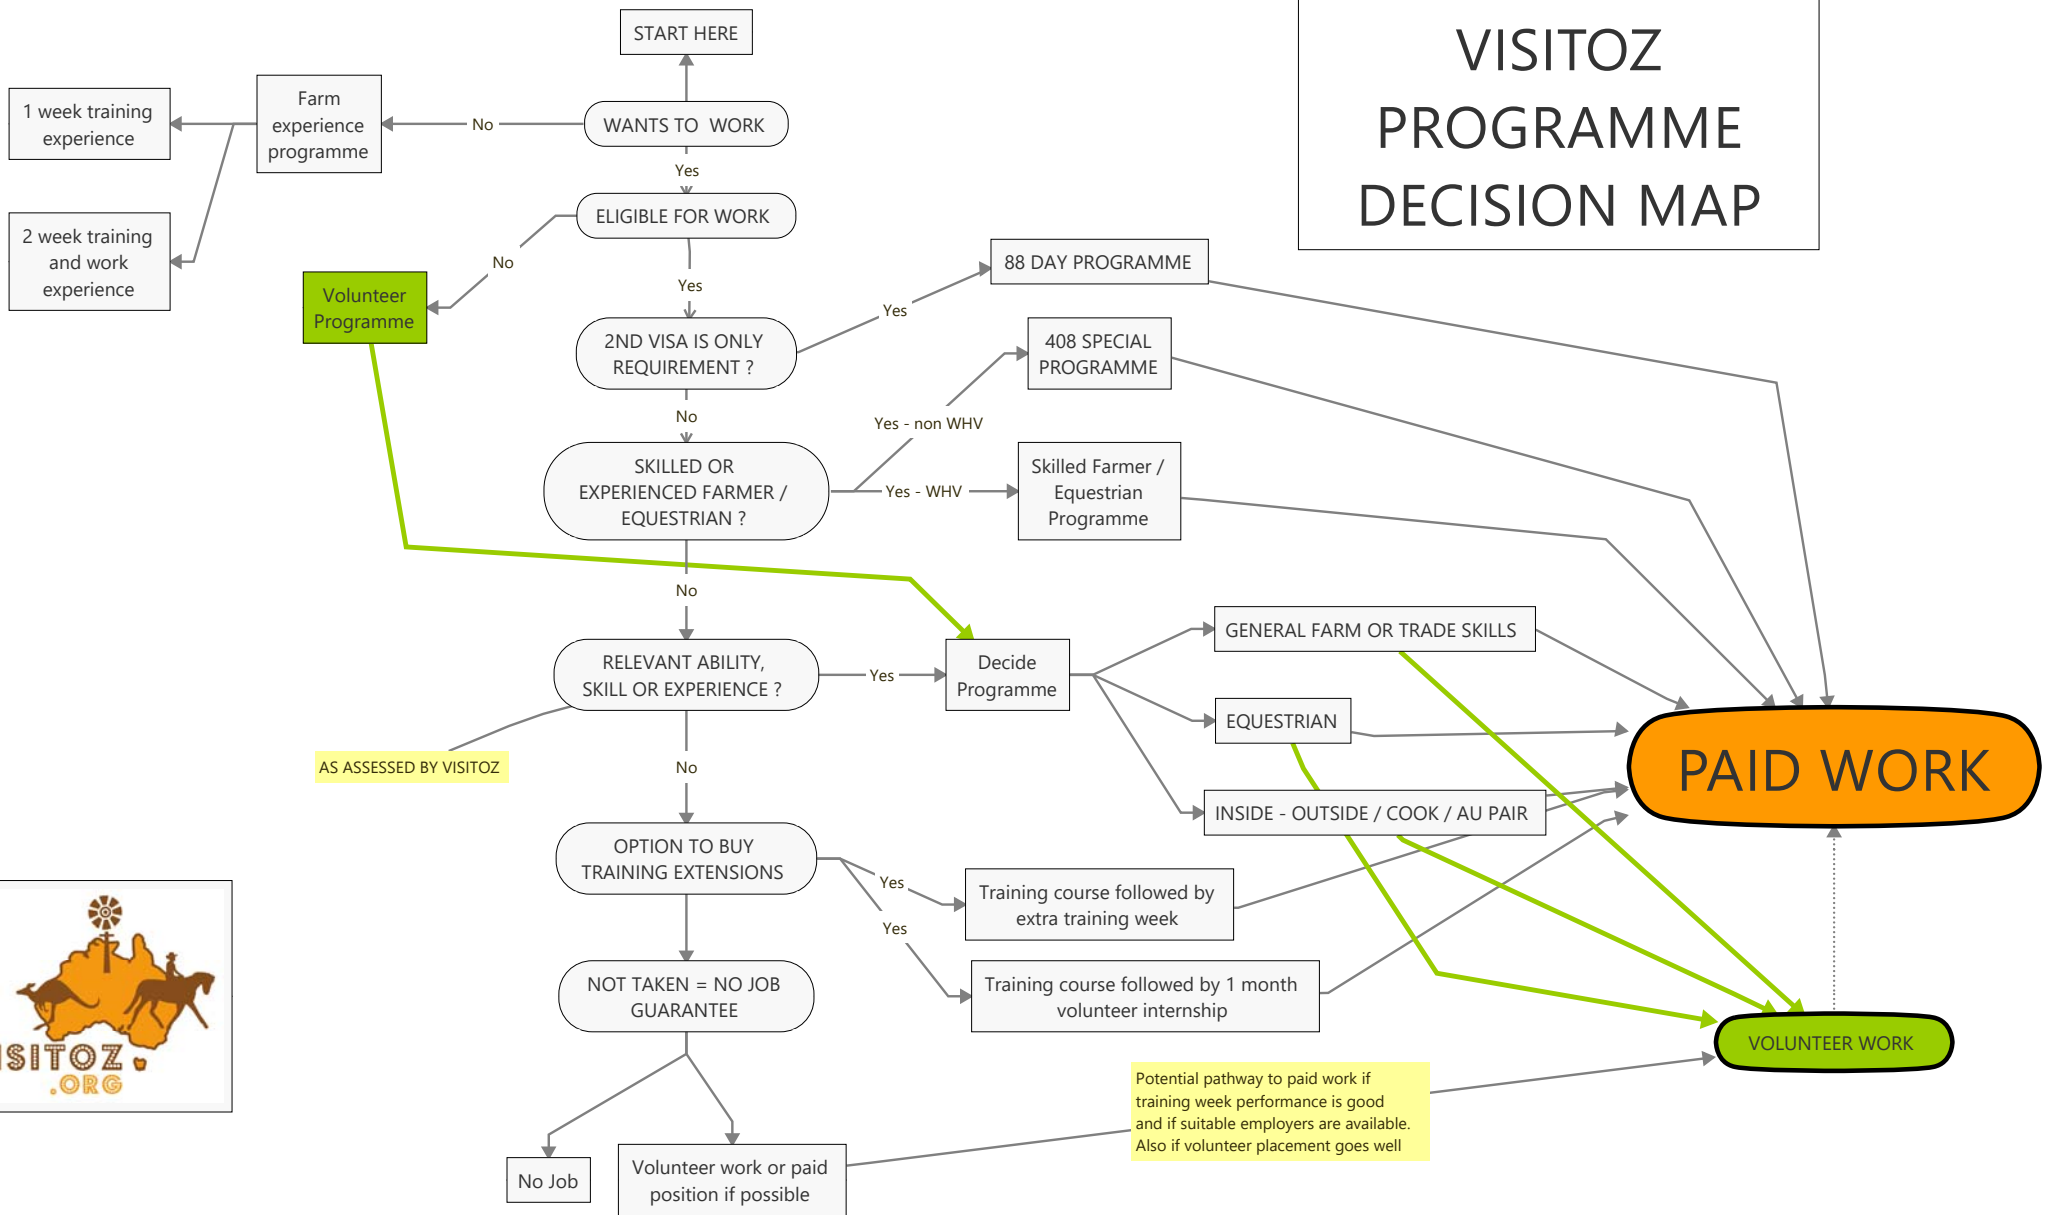 START HERE
VISITOZ
PROGRAMME
DECISION MAP
1 week training
experience
Farm
experience
programme
No
WANTS TO  WORK
Yes
2 week training
and work
experience
ELIGIBLE FOR WORK
No
Volunteer
Programme
Yes
88 DAY PROGRAMME
2ND VISA IS ONLY
REQUIREMENT ?
Yes
408 SPECIAL
PROGRAMME
No
Yes - non WHV
SKILLED OR
EXPERIENCED FARMER /
EQUESTRIAN ?
Yes - WHV
Skilled Farmer /
Equestrian
Programme
No
RELEVANT ABILITY,
SKILL OR EXPERIENCE ?
Yes
Decide
Programme
GENERAL FARM OR TRADE SKILLS
EQUESTRIAN
INSIDE - OUTSIDE / COOK / AU PAIR
PAID WORK
AS ASSESSED BY VISITOZ
No
OPTION TO BUY
TRAINING EXTENSIONS
Yes
Training course followed by
extra training week
Yes
Training course followed by 1 month
volunteer internship
NOT TAKEN = NO JOB
GUARANTEE
VOLUNTEER WORK
Potential pathway to paid work if
training week performance is good
and if suitable employers are available.
Also if volunteer placement goes well
No Job
Volunteer work or paid
position if possible
ISITOZ
.ORG